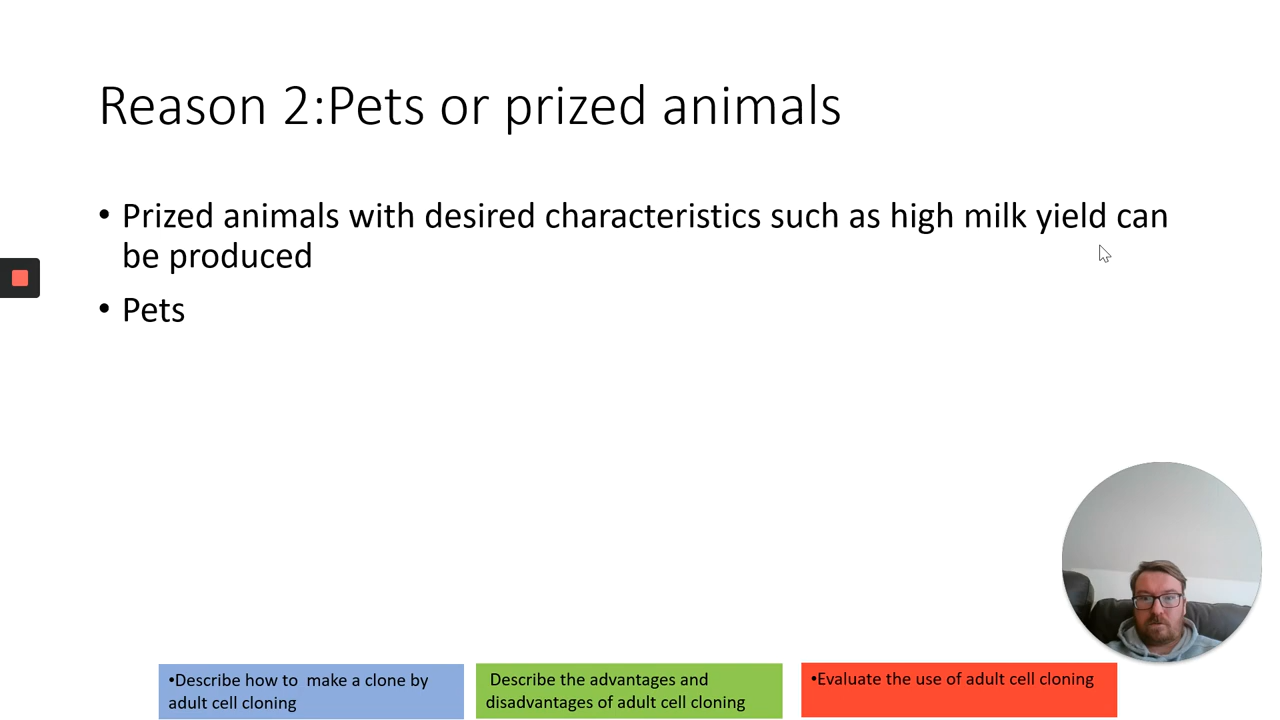 Reason 2:Pets or prized animals
• Prized animals with desired characteristics such as high milk yield can
be produced
• Pets
•Describe how to  make a clone by
adult cell cloning
Describe the advantages and
disadvantages of adult cell cloning
•Evaluate the use of adult cell cloning